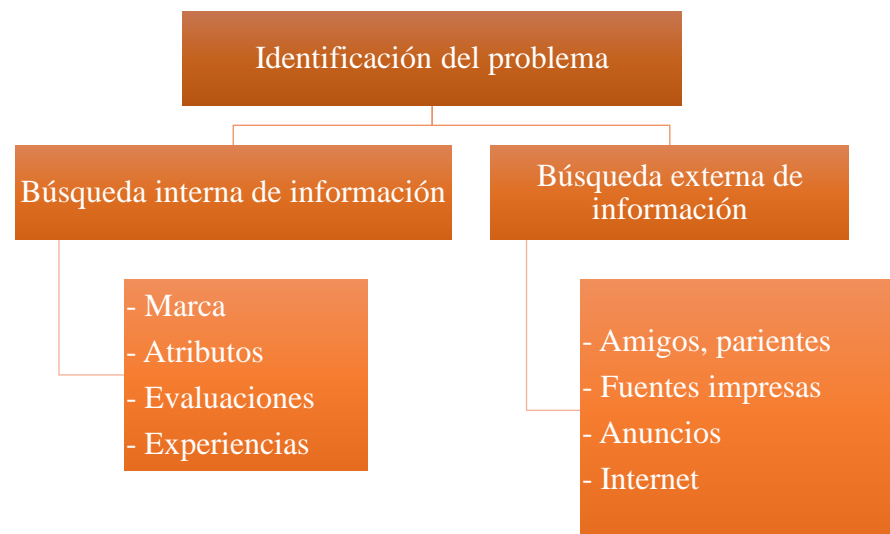 Identificación del problema
Búsqueda interna de información
Búsqueda externa de
información
- Marca
- Atributos
- Evaluaciones
- Experiencias
- Amigos, parientes
- Fuentes impresas
- Anuncios
- Internet